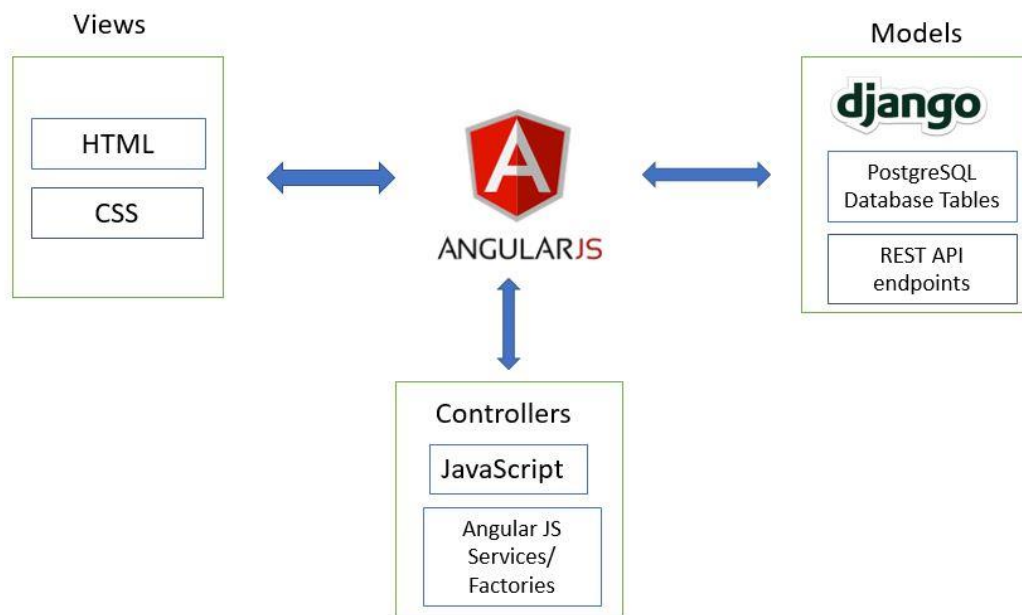 Views
HTML
CSS
ANGULARJS
Models
django
PostgreSQL
Database Tables
REST API
endpoints
Controllers
JavaScript
Angular JS
Services/
Factories